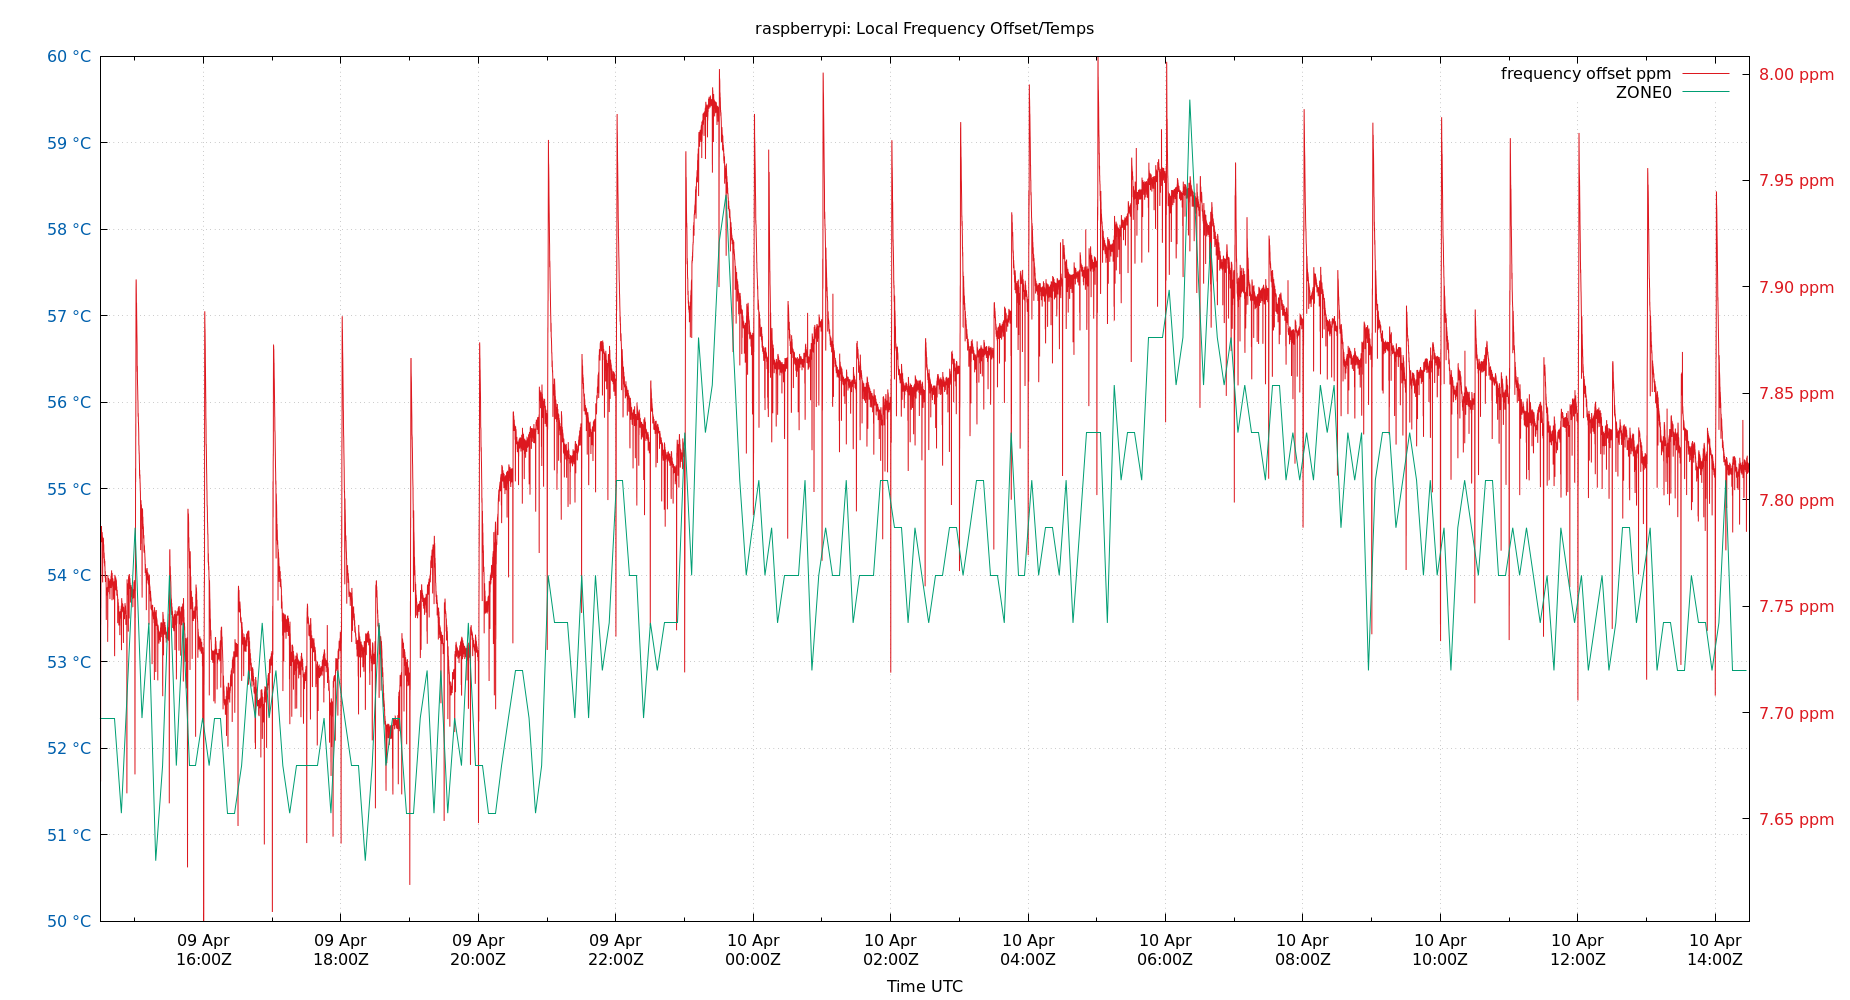 raspberrypi: Local Frequency Offset/Temps
frequency offset ppm
ZONE0
60 °C
59 °C
58 °C
57 °C
56 °C
55 °C
54 °C
53 °C
52 °C
51 °C
50 °C
8.00 ppm
7.95 ppm
7.90 ppm
7.85 ppm
7.80 ppm
7.75 ppm
7.70 ppm
7.65 ppm
09 Apr
16:00Z
09 Apr
18:00Z
09 Apr
20:00Z
09 Apr
22:00Z
10 Apr
00:00Z
10 Apr
02:00Z
10 Apr
04:00Z
10 Apr
06:00Z
10 Apr
08:00Z
10 Apr
10:00Z
10 Apr
12:00Z
10 Apr
14:00Z
Time UTC